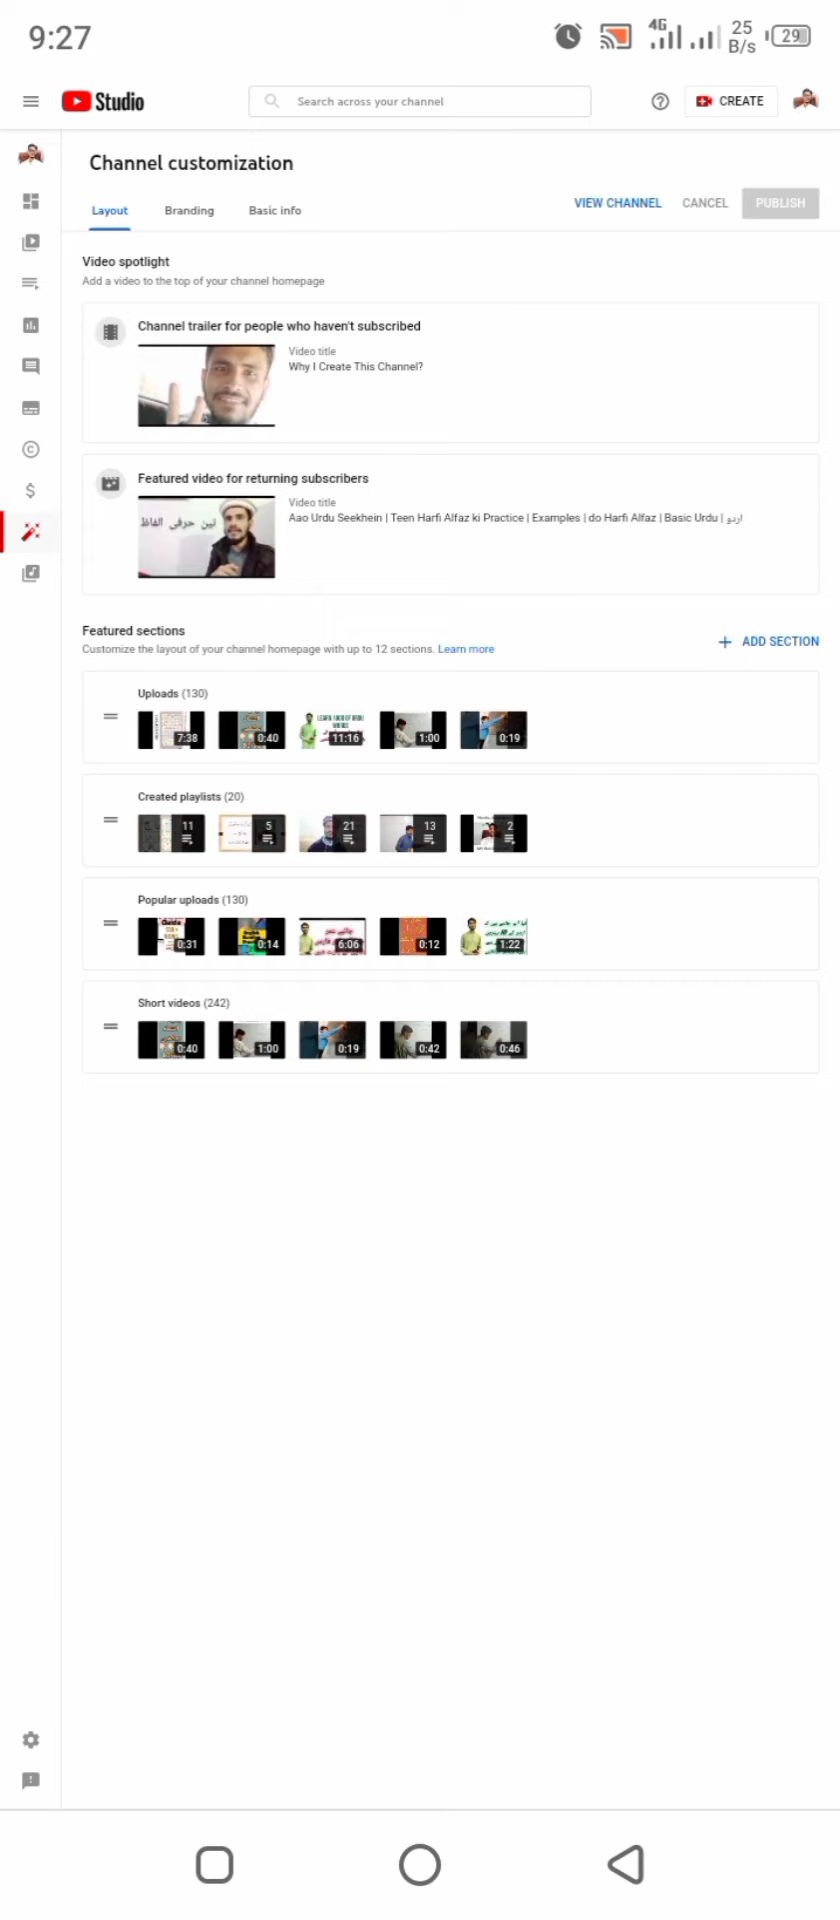 9:27
4G
25
B/s
29
Studio
Search across your channel
CREATE
Channel customization
Layout
Branding
Basic info
VIEW CHANNEL
CANCEL
PUBLISH
Video spotlight
Add a video to the top of your channel homepage
Channel trailer for people who haven't subscribed
Video title
Why I Create This Channel?
Featured video for returning subscribers
تین حرفی الفاظ
Video title
Aao Urdu Seekhein | Teen Harfi Alfaz ki Practice | Examples | do Harfi Alfaz | Basic Urdu | اردو
Featured sections
Customize the layout of your channel homepage with up to 12 sections. Learn more
ADD SECTION
Uploads (130)
LEARN 1000 OF URDU
WORDS
7:38
0:40
11:16
1:00
0:19
Created playlists (20)
11
5
21
13
2
Popular uploads (130)
0:31
0:14
6:06
0:12
1:22
Short videos (242)
0:40
1:00
0:19
0:42
0:46